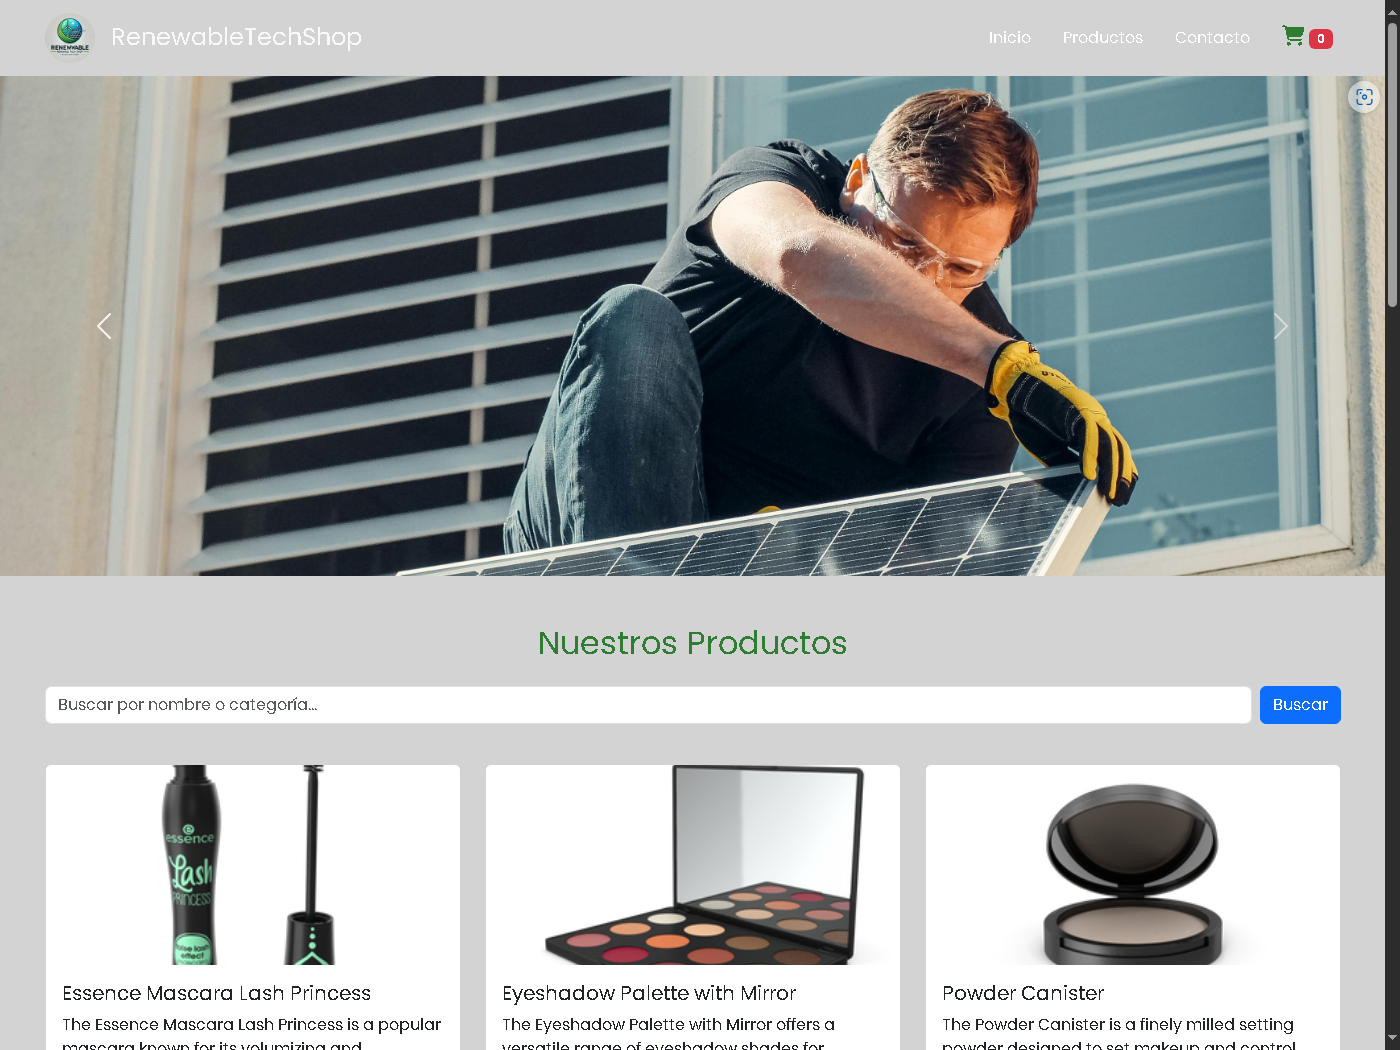 RENEWABLE
RenewableTechShop
Inicio
Productos
Contacto
0
Nuestros Productos
Buscar por nombre o categoría...
Buscar
essence
Lash
PRINCESS
false lash
effect
Essence Mascara Lash Princess
The Essence Mascara Lash Princess is a popular
mascara known for its volumizing and
Eyeshadow Palette with Mirror
The Eyeshadow Palette with Mirror offers a
versatile range of eyeshadow shades for
Powder Canister
The Powder Canister is a finely milled setting
powder designed to set makeup and control